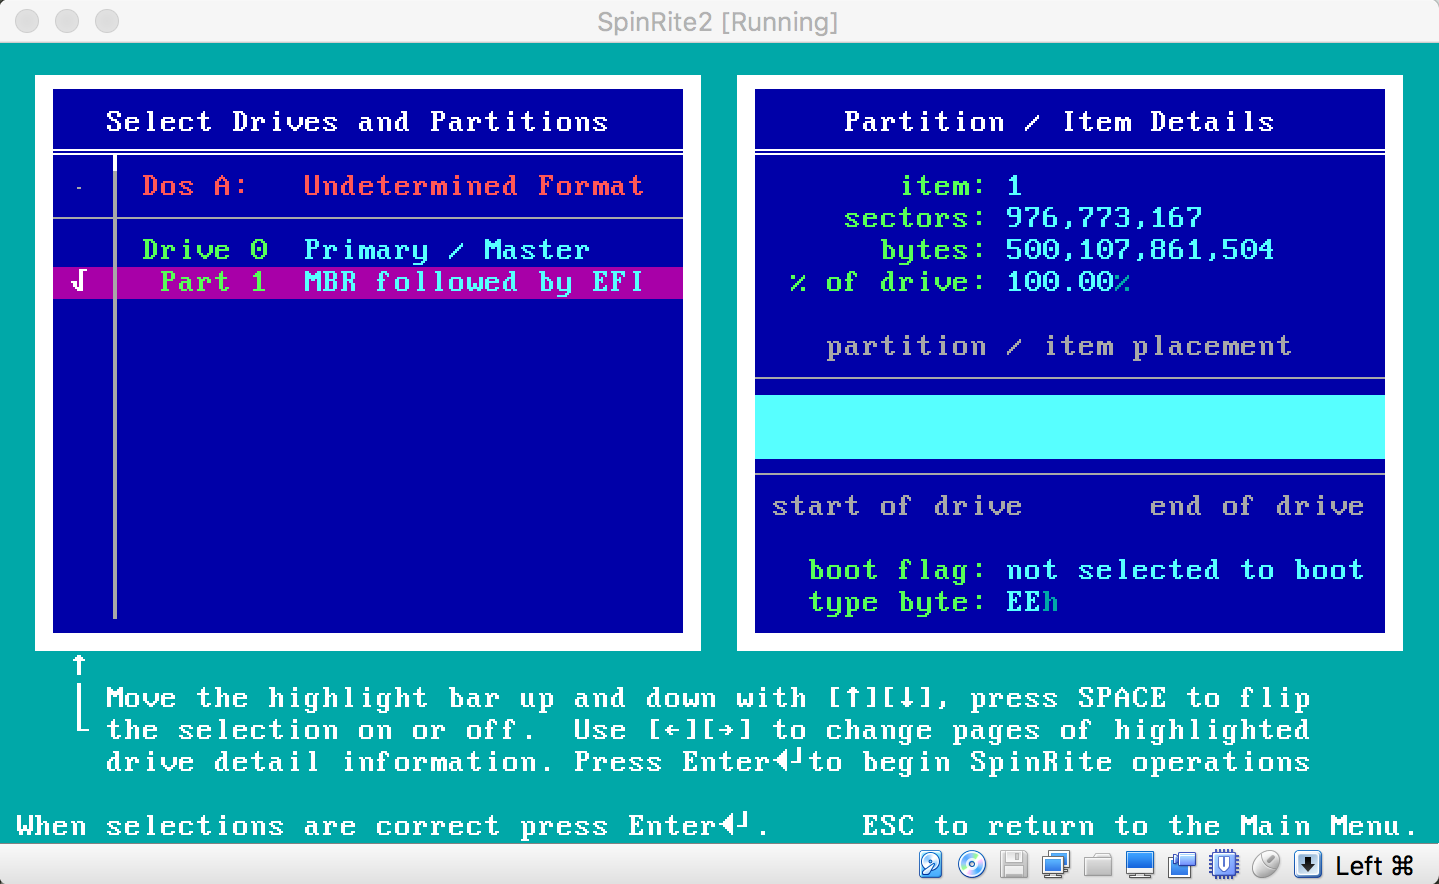 SpinRite2 [Running]
Select Drives and Partitions
- Dos A: Undetermined Format
Drive 0 Primary / Master
√ Part 1 MBR followed by EFI
Partition / Item Details
item: 1
sectors: 976,773,167
bytes: 500,107,861,504
% of drive: 100.00%
partition / item placement
start of drive end of drive
boot flag: not selected to boot
type byte: EEh
Move the highlight bar up and down with [↑][↓], press SPACE to flip
the selection on or off. Use [←][→] to change pages of highlighted
drive detail information. Press Enter◄┘to begin SpinRite operations
When selections are correct press Enter◄┘. ESC to return to the Main Menu.
Left ⌘